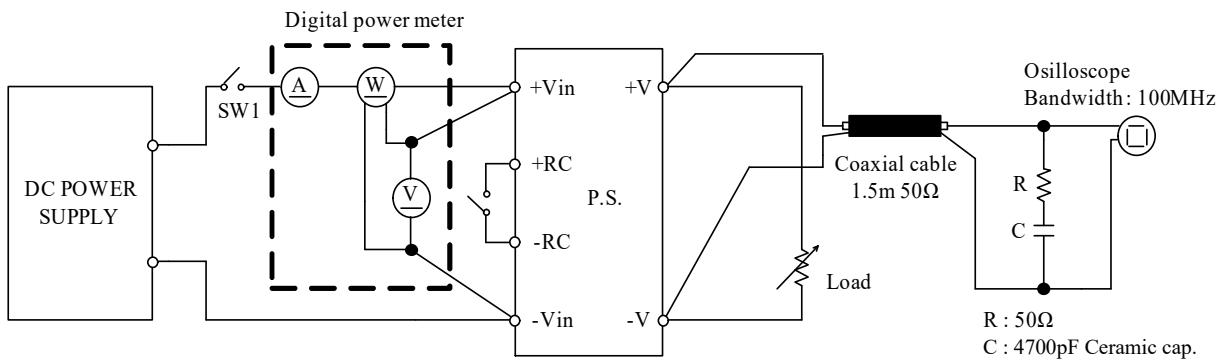 Digital power meter
A
W
V
SW1
DC POWER
SUPPLY
+Vin
+RC
-RC
-Vin
P.S.
+V
-V
Load
Coaxial cable
1.5m 50Ω
Osilloscope
Bandwidth : 100MHz
R
C
R : 50Ω
C : 4700pF Ceramic cap.